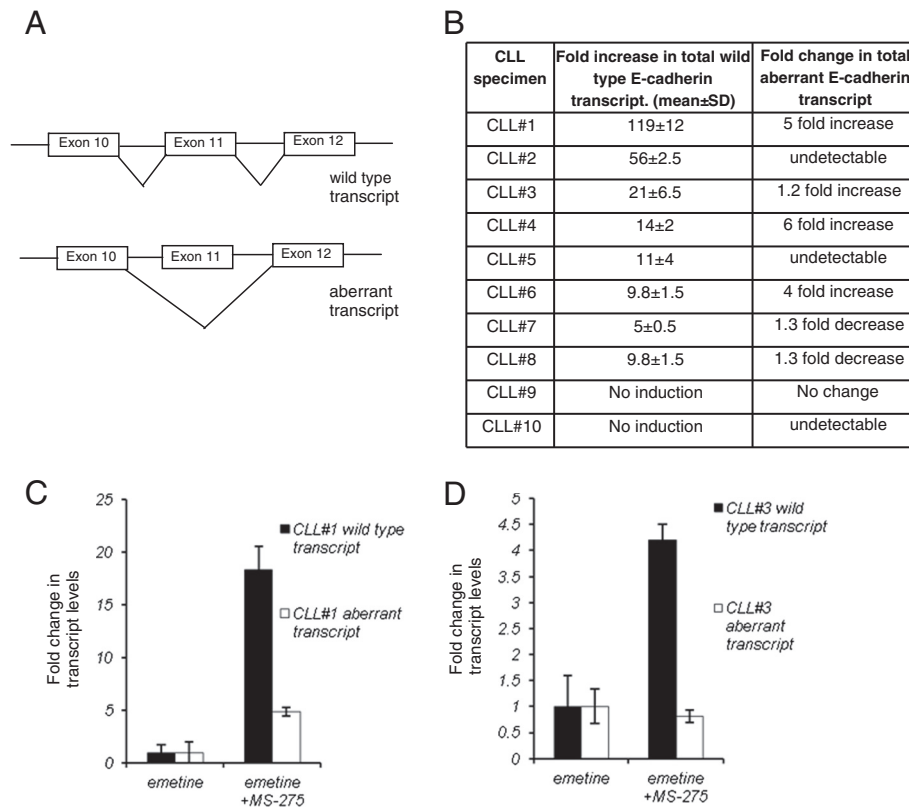 A
Exon 10
Exon 11
Exon 12
wild type
transcript
Exon 10
Exon 11
Exon 12
aberrant
transcript
B
CLL
specimen
Fold increase in total wild
type E-cadherin
transcript. (mean±SD)
Fold change in total
aberrant E-cadherin
transcript
CLL#1 119±12 5 fold increase
CLL#2 56±2.5 undetectable
CLL#3 21±6.5 1.2 fold increase
CLL#4 14±2 6 fold increase
CLL#5 11±4 undetectable
CLL#6 9.8±1.5 4 fold increase
CLL#7 5±0.5 1.3 fold decrease
CLL#8 9.8±1.5 1.3 fold decrease
CLL#9 No induction No change
CLL#10 No induction undetectable
C
Fold change in
transcript levels
25
20
15
10
5
0
emetine
emetine
+MS-275
CLL#1 wild type
transcript
CLL#1 aberrant
transcript
D
Fold change in
transcript levels
5
4.5
4
3.5
3
2.5
2
1.5
1
0.5
0
emetine
emetine
+MS-275
CLL#3 wild
type transcript
CLL#3
aberrant
transcript